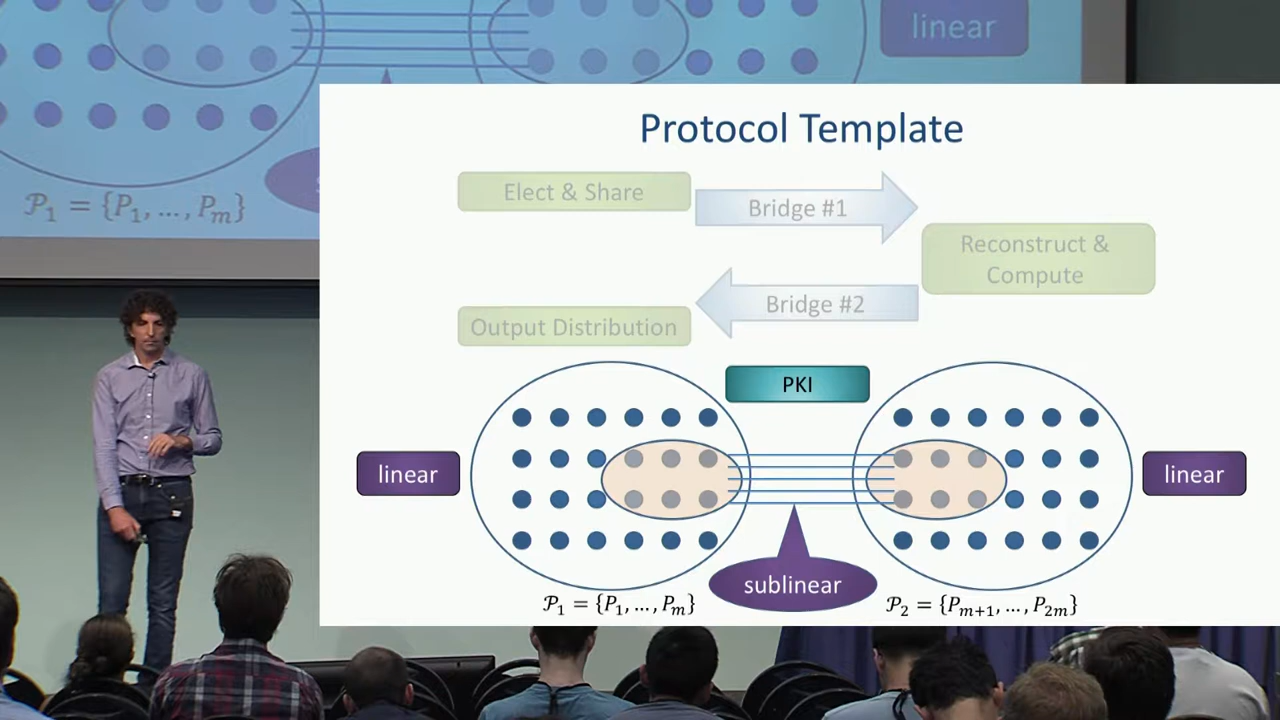 linear
𝒫₁ = {P₁, ..., Pₘ}
Protocol Template
Elect & Share
Bridge #1
Reconstruct &
Compute
Bridge #2
Output Distribution
PKI
linear
linear
sublinear
𝒫₁ = {P₁, ..., Pₘ}
𝒫₂ = {Pₘ₊₁, ..., P₂ₘ}